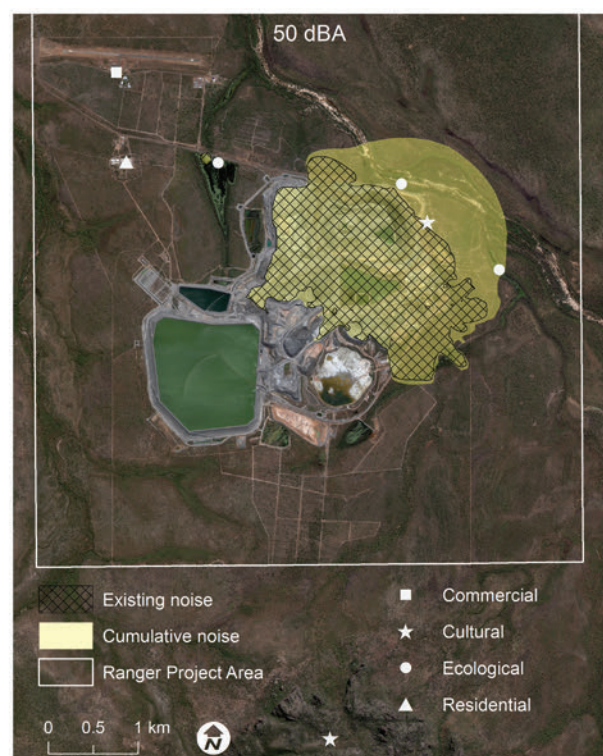 50 dBA
Existing noise
Cumulative noise
Ranger Project Area
Commercial
Cultural
Ecological
Residential
0 0.5 1 km
N